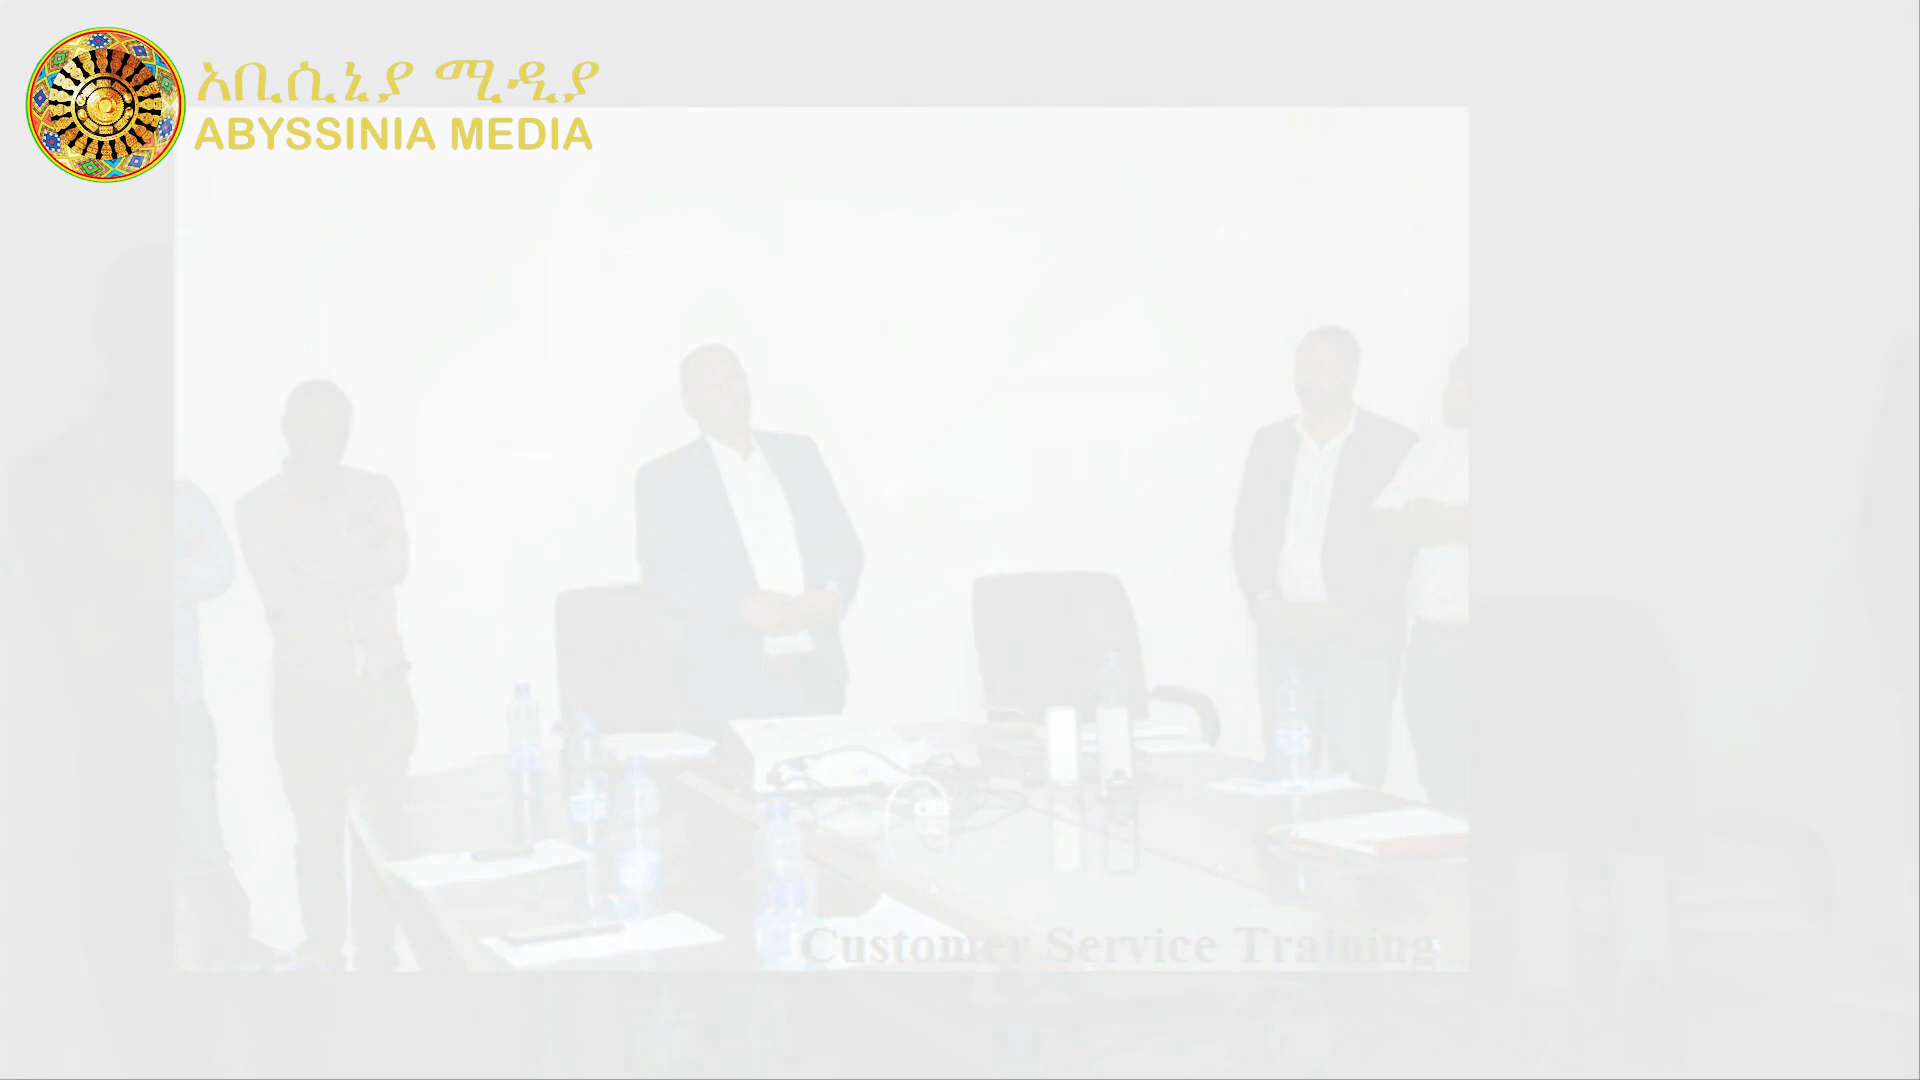 አቢሲኒያ ሚዲያ
ABYSSINIA MEDIA
Customer Service Training